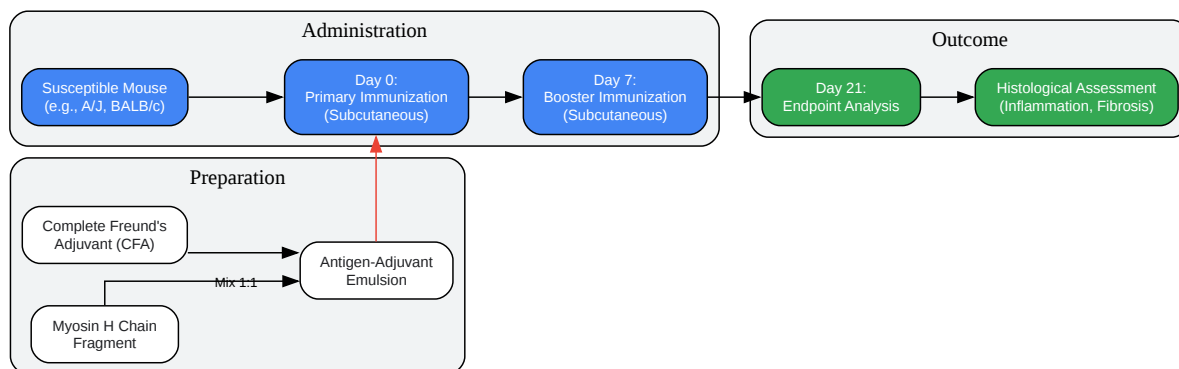 Administration
Susceptible Mouse
(e.g., A/J, BALB/c)
Day 0:
Primary Immunization
(Subcutaneous)
Day 7:
Booster Immunization
(Subcutaneous)
Outcome
Day 21:
Endpoint Analysis
Histological Assessment
(Inflammation, Fibrosis)
Preparation
Complete Freund's
Adjuvant (CFA)
Mix 1:1
Antigen-Adjuvant
Emulsion
Myosin H Chain
Fragment